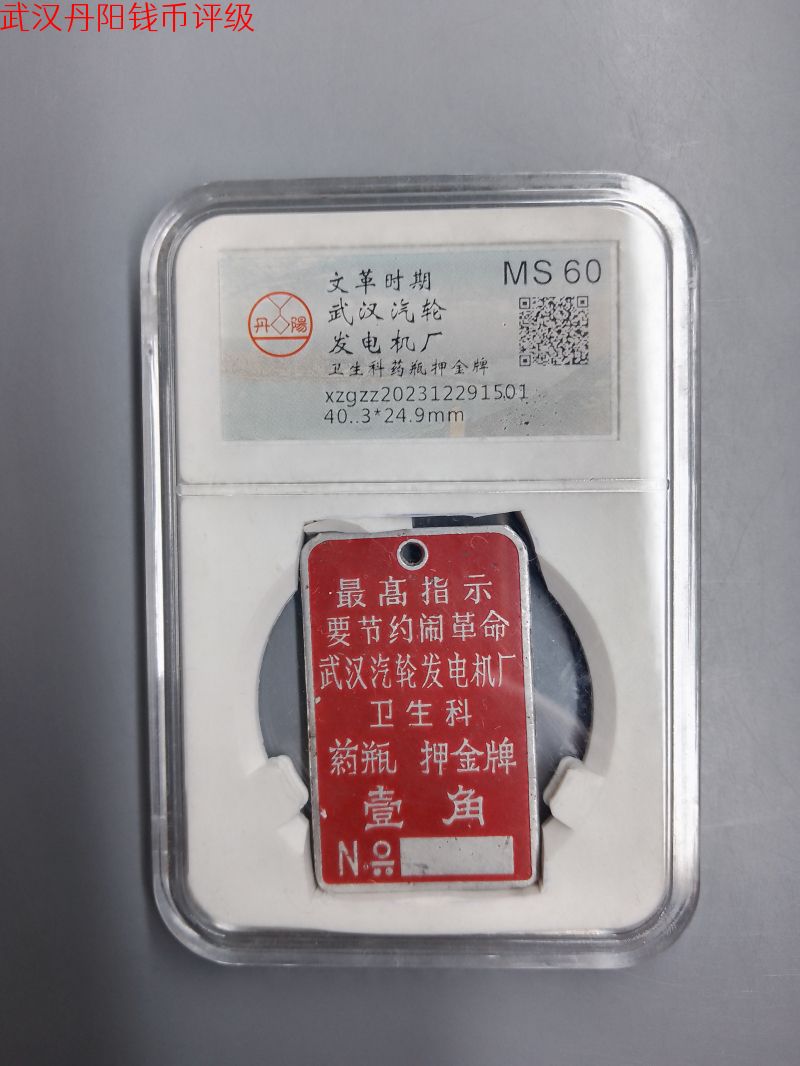 武汉丹阳钱币评级
文革时期
武汉汽轮
发电机厂
卫生科药瓶押金牌
xzgzz202312291501
40..3*24.9mm
MS 60
丹陽
最高指示
要节约闹革命
武汉汽轮发电机厂
卫生科
药瓶 押金牌
壹角
No